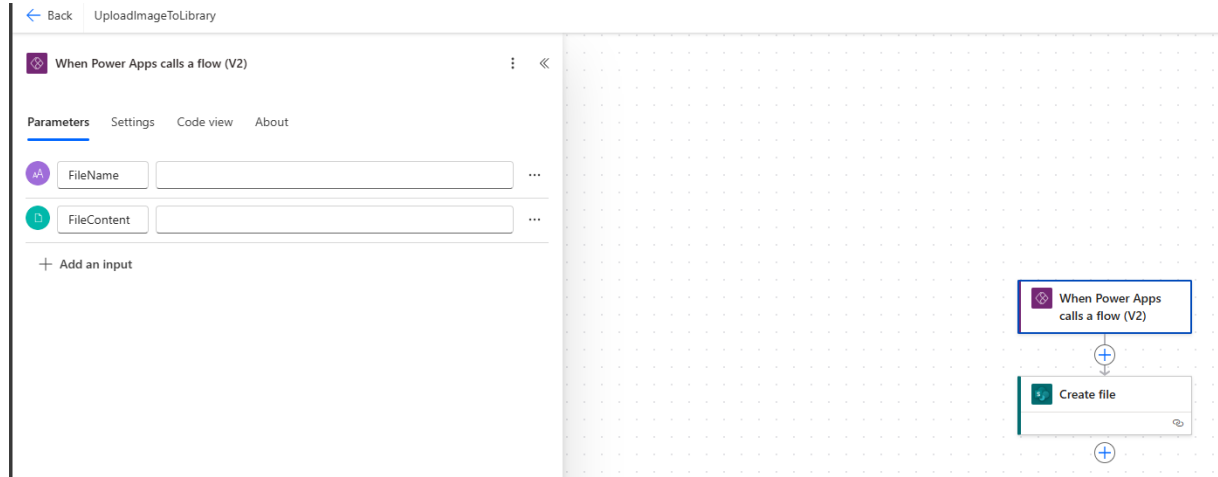 Back UploadImageToLibrary
When Power Apps calls a flow (V2)
Parameters Settings Code view About
AÄ FileName
FileContent
Add an input
When Power Apps
calls a flow (V2)
Create file